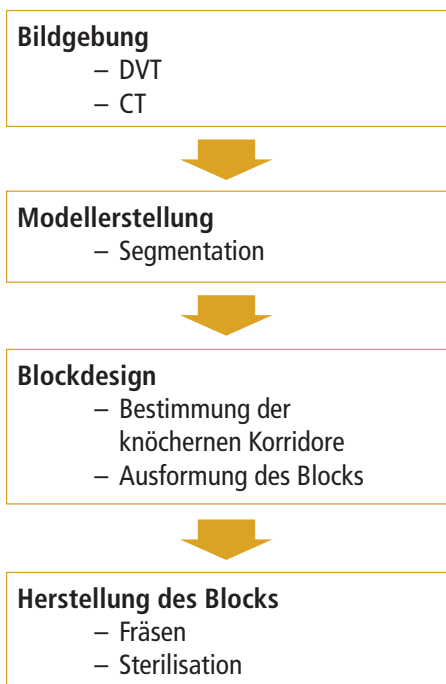 Bildgebung
– DVT
– CT
Modellerstellung
– Segmentation
Blockdesign
– Bestimmung der
knöchernen Korridore
– Ausformung des Blocks
Herstellung des Blocks
– Fräsen
– Sterilisation